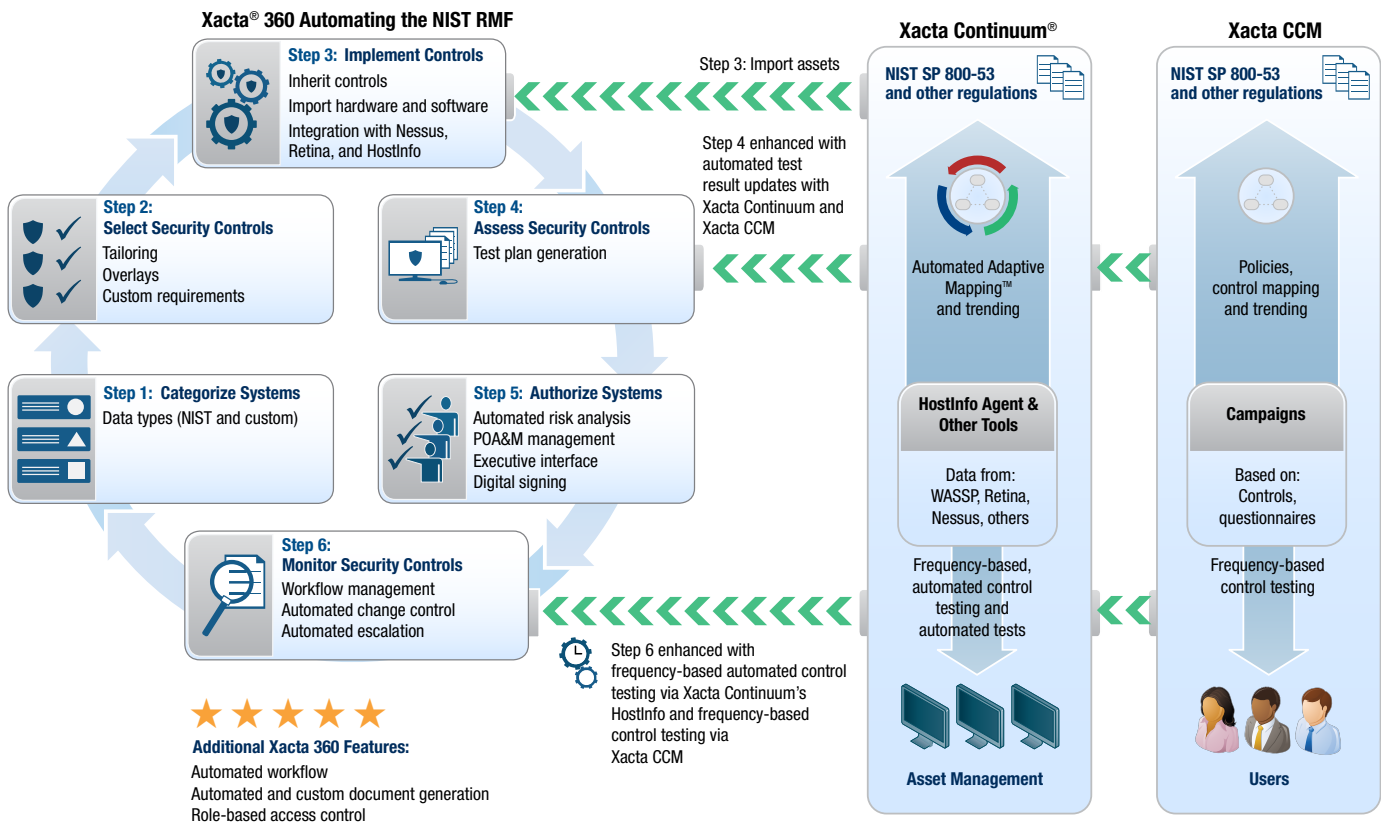 Xacta® 360 Automating the NIST RMF
Step 3: Implement Controls
Inherit controls
Import hardware and software
Integration with Nessus,
Retina, and HostInfo
Step 2:
Select Security Controls
Tailoring
Overlays
Custom requirements
Step 4:
Assess Security Controls
Test plan generation
Step 1: Categorize Systems
Data types (NIST and custom)
Step 5: Authorize Systems
Automated risk analysis
POA&M management
Executive interface
Digital signing
Step 6:
Monitor Security Controls
Workflow management
Automated change control
Automated escalation
Additional Xacta 360 Features:
Automated workflow
Automated and custom document generation
Role-based access control
Step 3: Import assets
Step 4 enhanced with
automated test
result updates with
Xacta Continuum and
Xacta CCM
Step 6 enhanced with
frequency-based automated control
testing via Xacta Continuum’s
HostInfo and frequency-based
control testing via
Xacta CCM
Xacta Continuum®
NIST SP 800-53
and other regulations
Automated Adaptive
Mapping™
and trending
HostInfo Agent &
Other Tools
Data from:
WASSP, Retina,
Nessus, others
Frequency-based,
automated control
testing and
automated tests
Asset Management
Xacta CCM
NIST SP 800-53
and other regulations
Policies,
control mapping
and trending
Campaigns
Based on:
Controls,
questionnaires
Frequency-based
control testing
Users